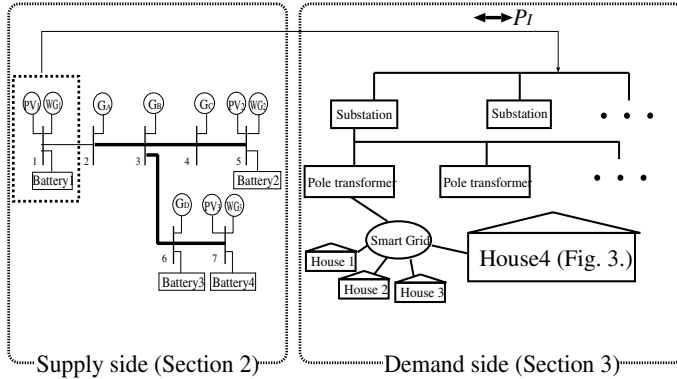 P_I
PV1 WG1 GA GB GC PV2 WG2
1 2 3 4 5
Battery1 Battery2
GD PV3 WG3
6 7
Battery3 Battery4
Supply side (Section 2)
Substation Substation
Pole transformer Pole transformer
Smart Grid
House 1
House 2
House 3
House4 (Fig. 3.)
Demand side (Section 3)